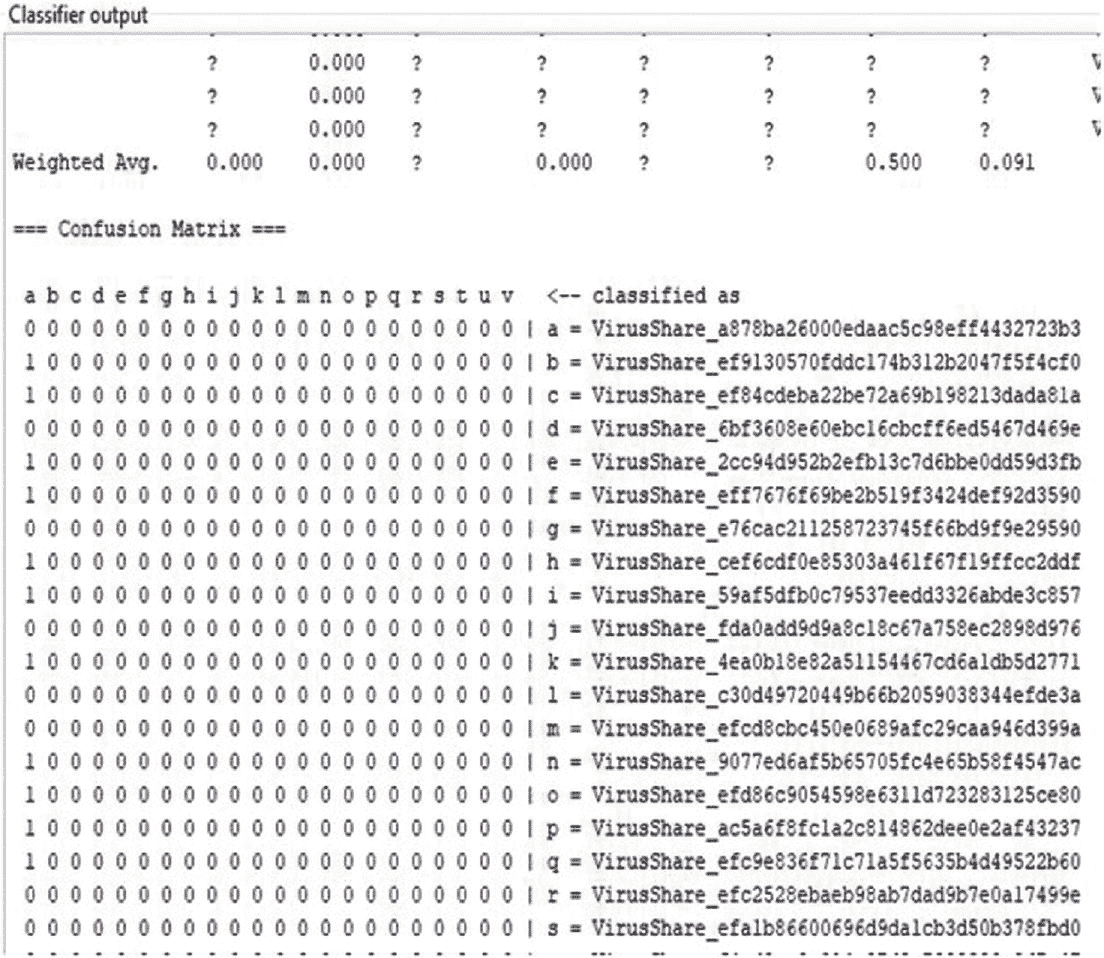 Classifier output
? 0.000 ? ? ? ? ? ?
? 0.000 ? ? ? ? ? ?
? 0.000 ? ? ? ? ? ?
Weighted Avg. 0.000 0.000 ? 0.000 ? ? 0.500 0.091
=== Confusion Matrix ===
a b c d e f g h i j k l m n o p q r s t u v <-- classified as
0 0 0 0 0 0 0 0 0 0 0 0 0 0 0 0 0 0 0 0 0 0 | a = VirusShare_a878ba26000edaac5c98eff4432723b3
1 0 0 0 0 0 0 0 0 0 0 0 0 0 0 0 0 0 0 0 0 0 | b = VirusShare_ef9130570fddc174b312b2047f5f4cf0
1 0 0 0 0 0 0 0 0 0 0 0 0 0 0 0 0 0 0 0 0 0 | c = VirusShare_ef84cdeba22be72a69b198213dada81a
0 0 0 0 0 0 0 0 0 0 0 0 0 0 0 0 0 0 0 0 0 0 | d = VirusShare_6bf3608e60ebc16cbcff6ed5467d469e
1 0 0 0 0 0 0 0 0 0 0 0 0 0 0 0 0 0 0 0 0 0 | e = VirusShare_2cc94d952b2efb13c7d6bbe0dd59d3fb
1 0 0 0 0 0 0 0 0 0 0 0 0 0 0 0 0 0 0 0 0 0 | f = VirusShare_eff7676f69be2b519f3424def92d3590
0 0 0 0 0 0 0 0 0 0 0 0 0 0 0 0 0 0 0 0 0 0 | g = VirusShare_e76cac211258723745f66bd9f9e29590
1 0 0 0 0 0 0 0 0 0 0 0 0 0 0 0 0 0 0 0 0 0 | h = VirusShare_cef6cdf0e85303a461f67f19ffcc2ddf
1 0 0 0 0 0 0 0 0 0 0 0 0 0 0 0 0 0 0 0 0 0 | i = VirusShare_59af5dfb0c79537eedd3326abde3c857
0 0 0 0 0 0 0 0 0 0 0 0 0 0 0 0 0 0 0 0 0 0 | j = VirusShare_fda0add9d9a8c18c67a758ec2898d976
1 0 0 0 0 0 0 0 0 0 0 0 0 0 0 0 0 0 0 0 0 0 | k = VirusShare_4ea0b18e82a51154467cd6a1db5d2771
0 0 0 0 0 0 0 0 0 0 0 0 0 0 0 0 0 0 0 0 0 0 | l = VirusShare_c30d49720449b66b2059038344efde3a
0 0 0 0 0 0 0 0 0 0 0 0 0 0 0 0 0 0 0 0 0 0 | m = VirusShare_efcd8cbc450e0689afc29caa946d399a
1 0 0 0 0 0 0 0 0 0 0 0 0 0 0 0 0 0 0 0 0 0 | n = VirusShare_9077ed6af5b65705fc4e65b58f4547ac
1 0 0 0 0 0 0 0 0 0 0 0 0 0 0 0 0 0 0 0 0 0 | o = VirusShare_efd86c9054598e6311d723283125ce80
1 0 0 0 0 0 0 0 0 0 0 0 0 0 0 0 0 0 0 0 0 0 | p = VirusShare_ac5a6f8fc1a2c814862dee0e2af43237
1 0 0 0 0 0 0 0 0 0 0 0 0 0 0 0 0 0 0 0 0 0 | q = VirusShare_efc9e836f71c71a5f5635b4d49522b60
0 0 0 0 0 0 0 0 0 0 0 0 0 0 0 0 0 0 0 0 0 0 | r = VirusShare_efc2528ebaeb98ab7dad9b7e0a17499e
0 0 0 0 0 0 0 0 0 0 0 0 0 0 0 0 0 0 0 0 0 0 | s = VirusShare_efa1b86600696d9da1cb3d50b378fbd0